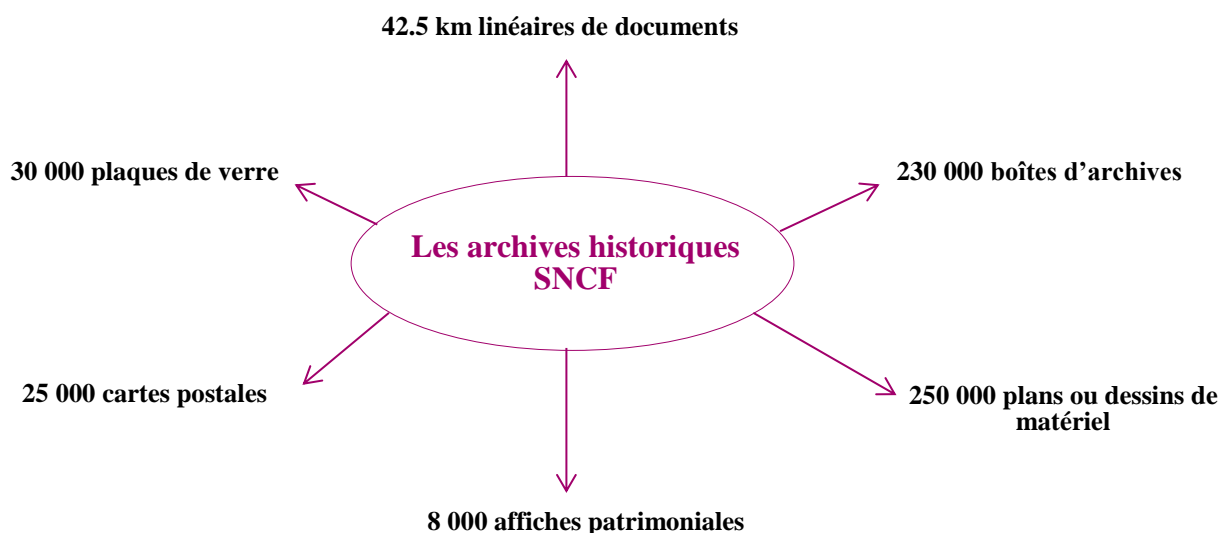 42.5 km linéaires de documents
30 000 plaques de verre
230 000 boîtes d’archives
Les archives historiques
SNCF
25 000 cartes postales
250 000 plans ou dessins de
matériel
8 000 affiches patrimoniales